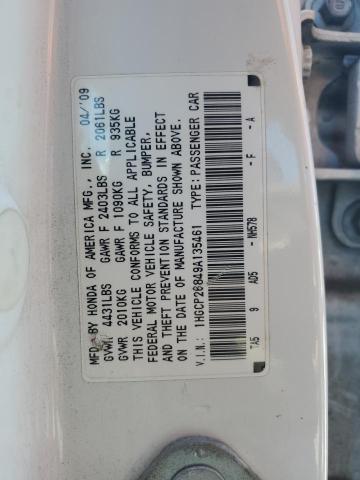 MFD. BY HONDA OF AMERICA MFG., INC. 04/'09
GVWR 4431LBS GAWR F 2403LBS R 2061LBS
GVWR 2010KG GAWR F 1090KG R 935KG
THIS VEHICLE CONFORMS TO ALL APPLICABLE
FEDERAL MOTOR VEHICLE SAFETY, BUMPER,
AND THEFT PREVENTION STANDARDS IN EFFECT
ON THE DATE OF MANUFACTURE SHOWN ABOVE.
V.I.N.: 1HGCP26849A135461 TYPE: PASSENGER CAR
TA5 9 AD5 -NH578 -F -A